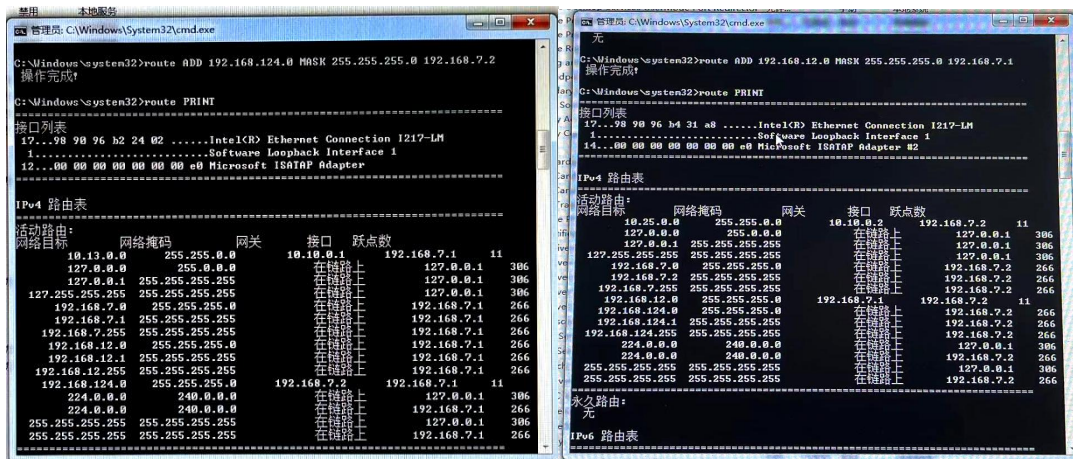 禁用 本地服务
管理员: C:\Windows\System32\cmd.exe
C:\Windows\system32>route ADD 192.168.124.0 MASK 255.255.255.0 192.168.7.2
操作完成!
C:\Windows\system32>route PRINT
接口列表
17...98 90 96 b2 24 02 ......Intel(R) Ethernet Connection I217-LM
1...........................Software Loopback Interface 1
12...00 00 00 00 00 00 00 e0 Microsoft ISATAP Adapter
IPv4 路由表
活动路由:
网络目标 网络掩码 网关 接口 跃点数
10.13.0.0 255.255.0.0 10.10.0.1 192.168.7.1 11
127.0.0.0 255.0.0.0 在链路上 127.0.0.1 306
127.0.0.1 255.255.255.255 在链路上 127.0.0.1 306
127.255.255.255 255.255.255.255 在链路上 127.0.0.1 306
192.168.7.0 255.255.255.0 在链路上 192.168.7.1 266
192.168.7.1 255.255.255.255 在链路上 192.168.7.1 266
192.168.7.255 255.255.255.255 在链路上 192.168.7.1 266
192.168.12.0 255.255.255.0 在链路上 192.168.7.1 266
192.168.12.1 255.255.255.255 在链路上 192.168.7.1 266
192.168.12.255 255.255.255.255 在链路上 192.168.7.1 266
192.168.124.0 255.255.255.0 192.168.7.2 192.168.7.1 11
224.0.0.0 240.0.0.0 在链路上 127.0.0.1 306
224.0.0.0 240.0.0.0 在链路上 192.168.7.1 266
255.255.255.255 255.255.255.255 在链路上 127.0.0.1 306
255.255.255.255 255.255.255.255 在链路上 192.168.7.1 266
管理员: C:\Windows\System32\cmd.exe
无
C:\Windows\system32>route ADD 192.168.12.0 MASK 255.255.255.0 192.168.7.1
操作完成!
C:\Windows\system32>route PRINT
接口列表
17...98 90 96 b4 31 a8 ......Intel(R) Ethernet Connection I217-LM
1...........................Software Loopback Interface 1
14...00 00 00 00 00 00 00 e0 Microsoft ISATAP Adapter #2
IPv4 路由表
活动路由:
网络目标 网络掩码 网关 接口 跃点数
10.25.0.0 255.255.0.0 10.10.0.2 192.168.7.2 11
127.0.0.0 255.0.0.0 在链路上 127.0.0.1 306
127.0.0.1 255.255.255.255 在链路上 127.0.0.1 306
127.255.255.255 255.255.255.255 在链路上 127.0.0.1 306
192.168.7.0 255.255.255.0 在链路上 192.168.7.2 266
192.168.7.2 255.255.255.255 在链路上 192.168.7.2 266
192.168.7.255 255.255.255.255 在链路上 192.168.7.2 266
192.168.12.0 255.255.255.0 192.168.7.1 192.168.7.2 11
192.168.124.0 255.255.255.0 在链路上 192.168.7.2 266
192.168.124.1 255.255.255.255 在链路上 192.168.7.2 266
192.168.124.255 255.255.255.255 在链路上 192.168.7.2 266
224.0.0.0 240.0.0.0 在链路上 127.0.0.1 306
224.0.0.0 240.0.0.0 在链路上 192.168.7.2 266
255.255.255.255 255.255.255.255 在链路上 127.0.0.1 306
255.255.255.255 255.255.255.255 在链路上 192.168.7.2 266
永久路由:
无
IPv6 路由表